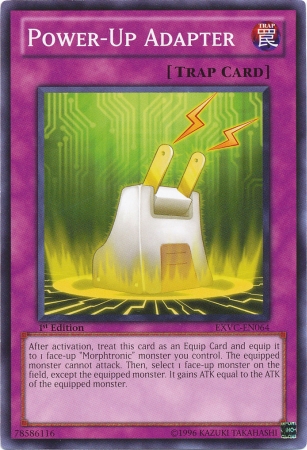 POWER-UP ADAPTER
TRAP
罠
[TRAP CARD]
1st Edition
EXVC-EN064
After activation, treat this card as an Equip Card and equip it
to 1 face-up "Morphtronic" monster you control. The equipped
monster cannot attack. Then, select 1 face-up monster on the
field, except the equipped monster. It gains ATK equal to the ATK
of the equipped monster.
78586116
©1996 KAZUKI TAKAHASHI